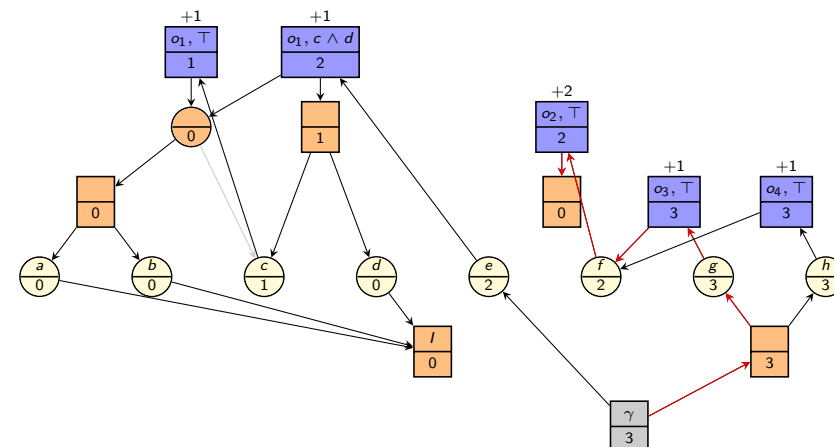 +1 +1
o₁, ⊤ o₁, c ∧ d
1 2
+2
o₂, ⊤
2
0
1
+1 +1
o₃, ⊤ o₄, ⊤
3 3
0
0
a b c d e f g h
0 0 1 0 2 2 3 3
I
0
3
γ
3